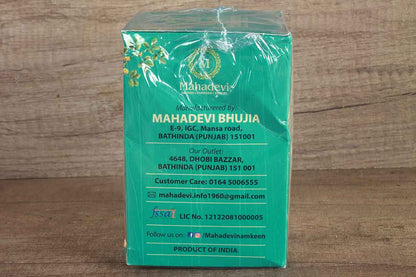 Mahadevi
Manufacturered By:
MAHADEVI BHUJIA
E-9, IGC, Mansa road,
BATHINDA (PUNJAB) 151001
Our Outlet:
4648, DHOBI BAZZAR,
BATHINDA (PUNJAB) 151 001
Customer Care: 0164 5006555
mahadevi.info1960@gmail.com
fssai LIC No. 12122081000005
Follow us on: /Mahadevinamkeen
PRODUCT OF INDIA